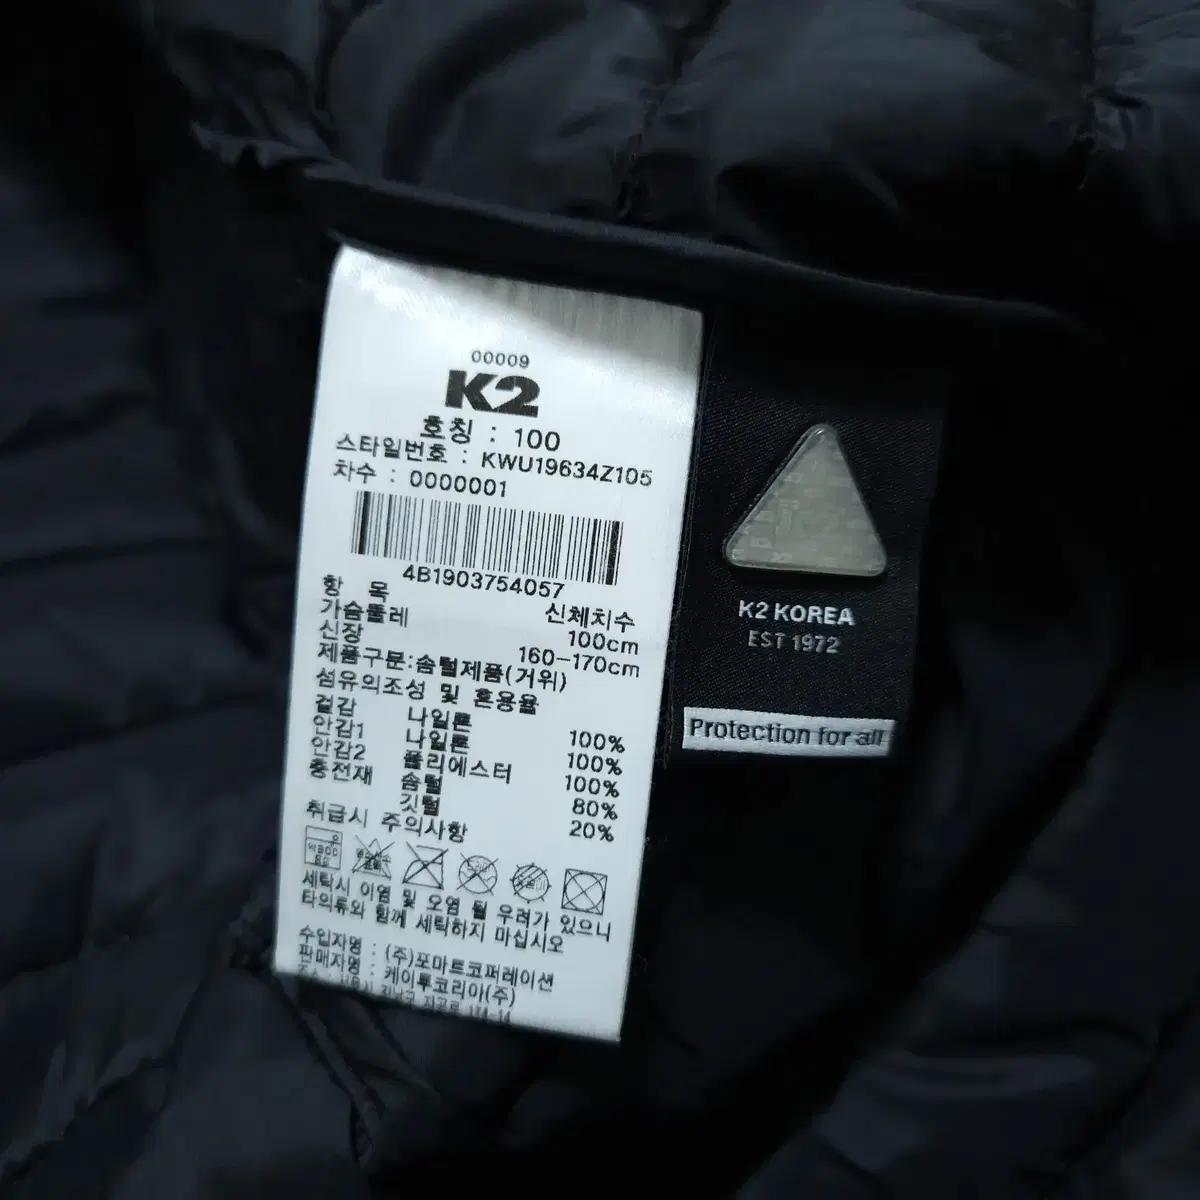 00009
K2
호칭 : 100
스타일번호 : KWU19634Z105
차수 : 0000001
4B1903754057
항 목 신체치수
가슴둘레 100cm
신장 160-170cm
제품구분:솜털제품(거위)
섬유의조성 및 혼용율
겉감 나일론 100%
안감1 나일론 100%
안감2 폴리에스터 100%
충전재 솜털 80%
깃털 20%
취급시 주의사항
세탁시 이염 및 오염 될 우려가 있으니
타의류와 함께 세탁하지 마십시오
수입자명 : (주)포마트코퍼레이션
판매자명 : 케이투코리아(주)
K2 KOREA
EST 1972
Protection for all